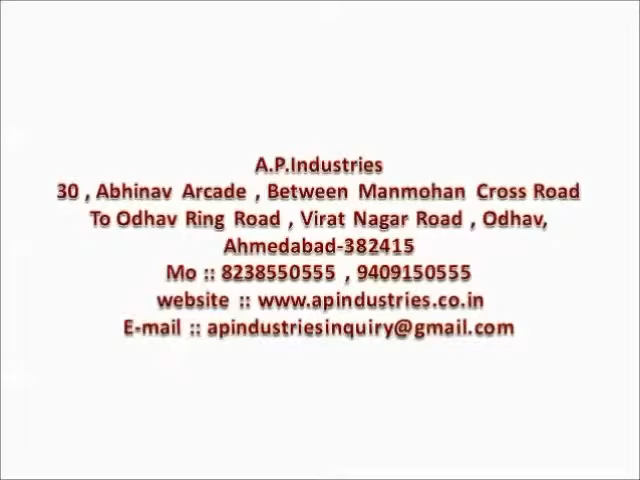 A.P.Industries
30 , Abhinav Arcade , Between Manmohan Cross Road
To Odhav Ring Road , Virat Nagar Road , Odhav,
Ahmedabad-382415
Mo :: 8238550555 , 9409150555
website :: www.apindustries.co.in
E-mail :: apindustriesinquiry@gmail.com